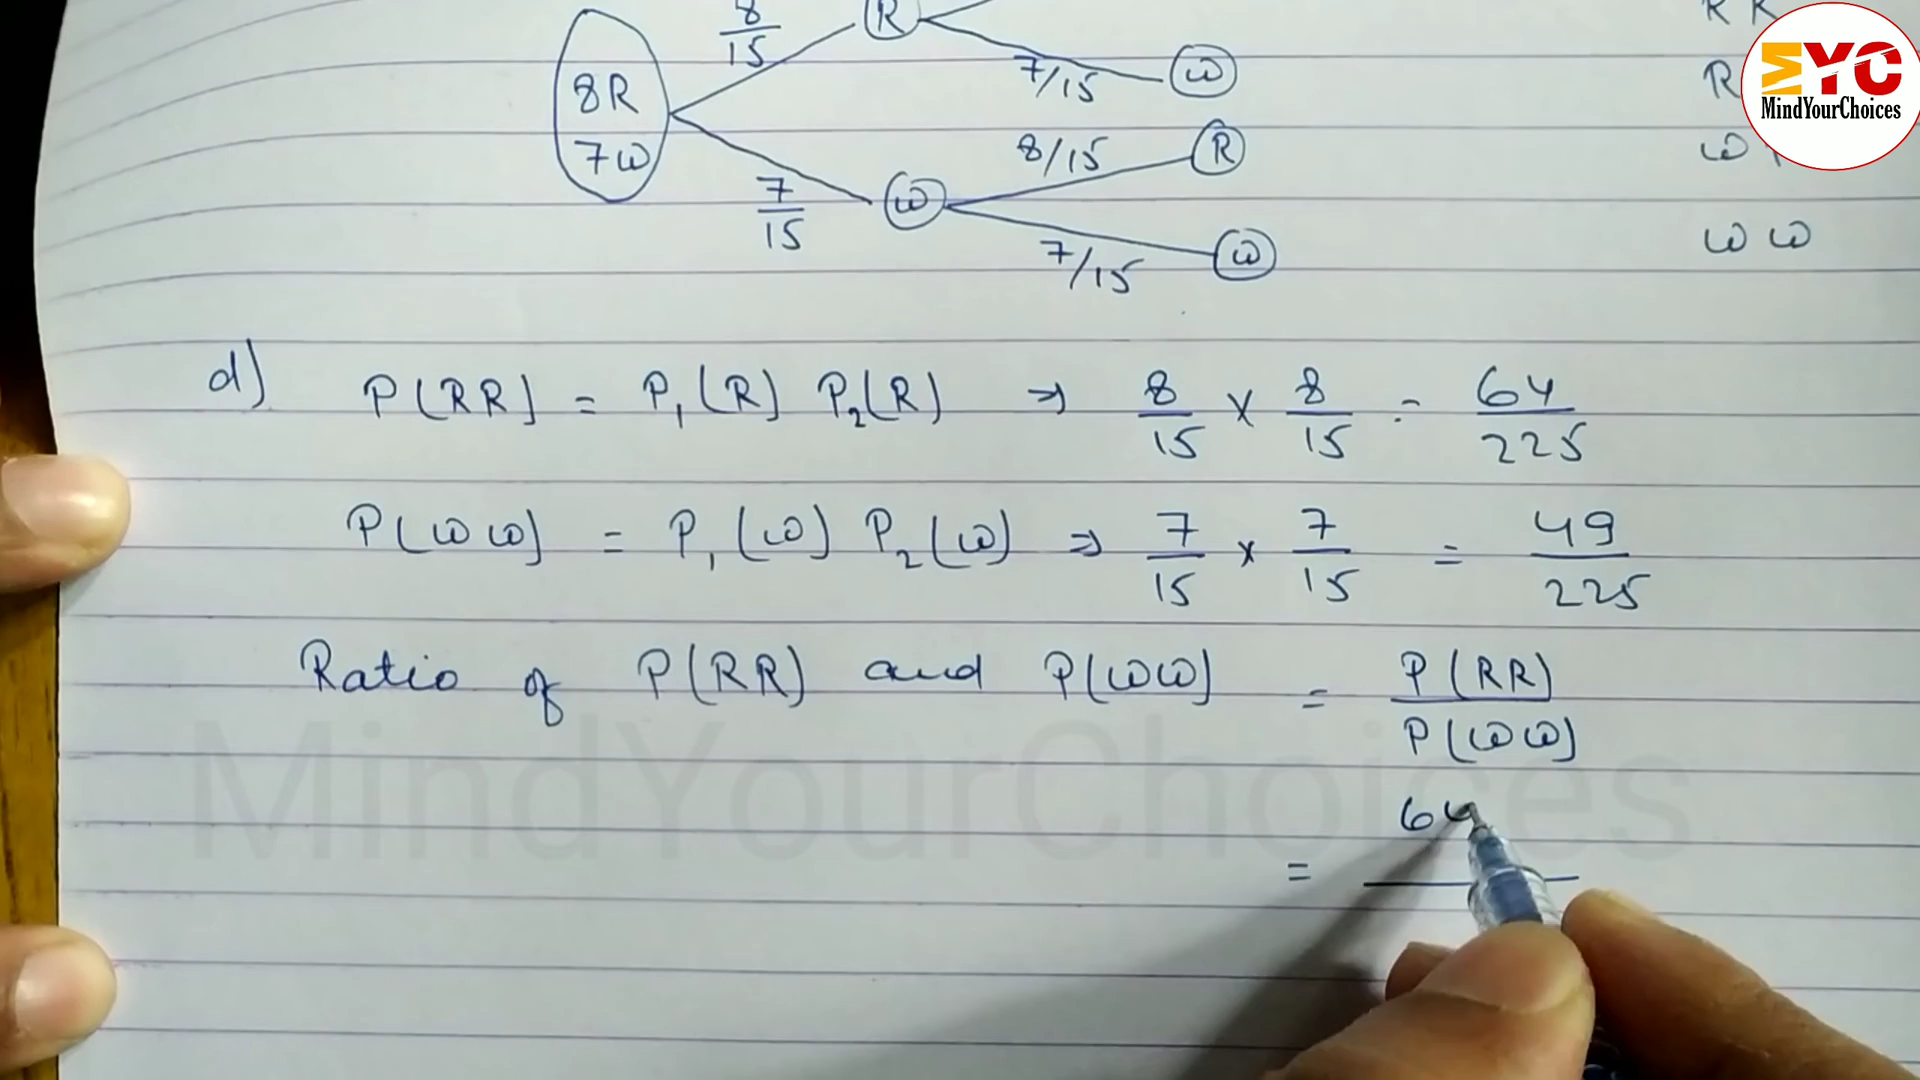 8/15 R
R R
8R
7/15 W
R
MYC
MindYourChoices
7W
8/15 R
W
7/15 W
7/15 W
W W
d) P(RR) = P₁(R) P₂(R) ⇒ 8/15 × 8/15 = 64/225
P(WW) = P₁(W) P₂(W) ⇒ 7/15 × 7/15 = 49/225
Ratio of P(RR) and P(WW) = P(RR)/P(WW)
MindYourChoices
= 64